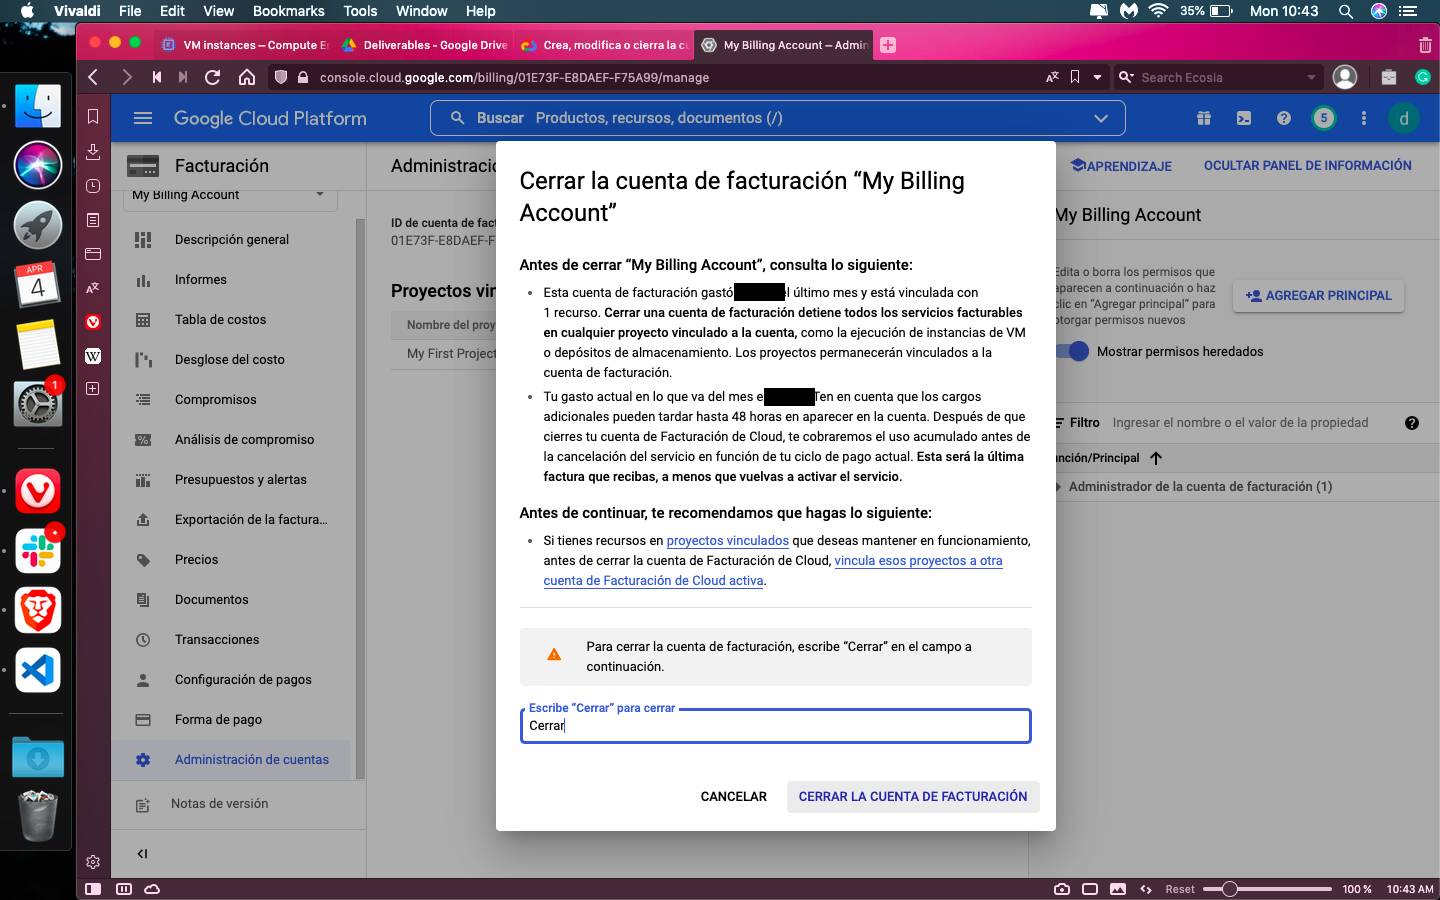 Vivaldi File Edit View Bookmarks Tools Window Help
35% Mon 10:43
VM instances – Compute E
Deliverables - Google Drive
Crea, modifica o cierra la cu
My Billing Account – Admin
console.cloud.google.com/billing/01E73F-E8DAEF-F75A99/manage
Search Ecosia
Google Cloud Platform
Buscar Productos, recursos, documentos (/)
5
d
Facturación
My Billing Account
Descripción general
Informes
Tabla de costos
Desglose del costo
Compromisos
Análisis de compromiso
Presupuestos y alertas
Exportación de la factura...
Precios
Documentos
Transacciones
Configuración de pagos
Forma de pago
Administración de cuentas
Notas de versión
Administració
ID de cuenta de fact
01E73F-E8DAEF-F
Proyectos vin
Nombre del proy
My First Project
Cerrar la cuenta de facturación “My Billing
Account”
Antes de cerrar “My Billing Account”, consulta lo siguiente:
• Esta cuenta de facturación gastó el último mes y está vinculada con
1 recurso. Cerrar una cuenta de facturación detiene todos los servicios facturables
en cualquier proyecto vinculado a la cuenta, como la ejecución de instancias de VM
o depósitos de almacenamiento. Los proyectos permanecerán vinculados a la
cuenta de facturación.
• Tu gasto actual en lo que va del mes e Ten en cuenta que los cargos
adicionales pueden tardar hasta 48 horas en aparecer en la cuenta. Después de que
cierres tu cuenta de Facturación de Cloud, te cobraremos el uso acumulado antes de
la cancelación del servicio en función de tu ciclo de pago actual. Esta será la última
factura que recibas, a menos que vuelvas a activar el servicio.
Antes de continuar, te recomendamos que hagas lo siguiente:
• Si tienes recursos en proyectos vinculados que deseas mantener en funcionamiento,
antes de cerrar la cuenta de Facturación de Cloud, vincula esos proyectos a otra
cuenta de Facturación de Cloud activa.
Para cerrar la cuenta de facturación, escribe “Cerrar” en el campo a
continuación.
Escribe “Cerrar” para cerrar
Cerrar
CANCELAR CERRAR LA CUENTA DE FACTURACIÓN
APRENDIZAJE OCULTAR PANEL DE INFORMACIÓN
My Billing Account
Edita o borra los permisos que
aparecen a continuación o haz
clic en "Agregar principal" para
otorgar permisos nuevos
AGREGAR PRINCIPAL
Mostrar permisos heredados
Filtro Ingresar el nombre o el valor de la propiedad
unción/Principal
Administrador de la cuenta de facturación (1)
APR
4
1
W
Reset 100 % 10:43 AM